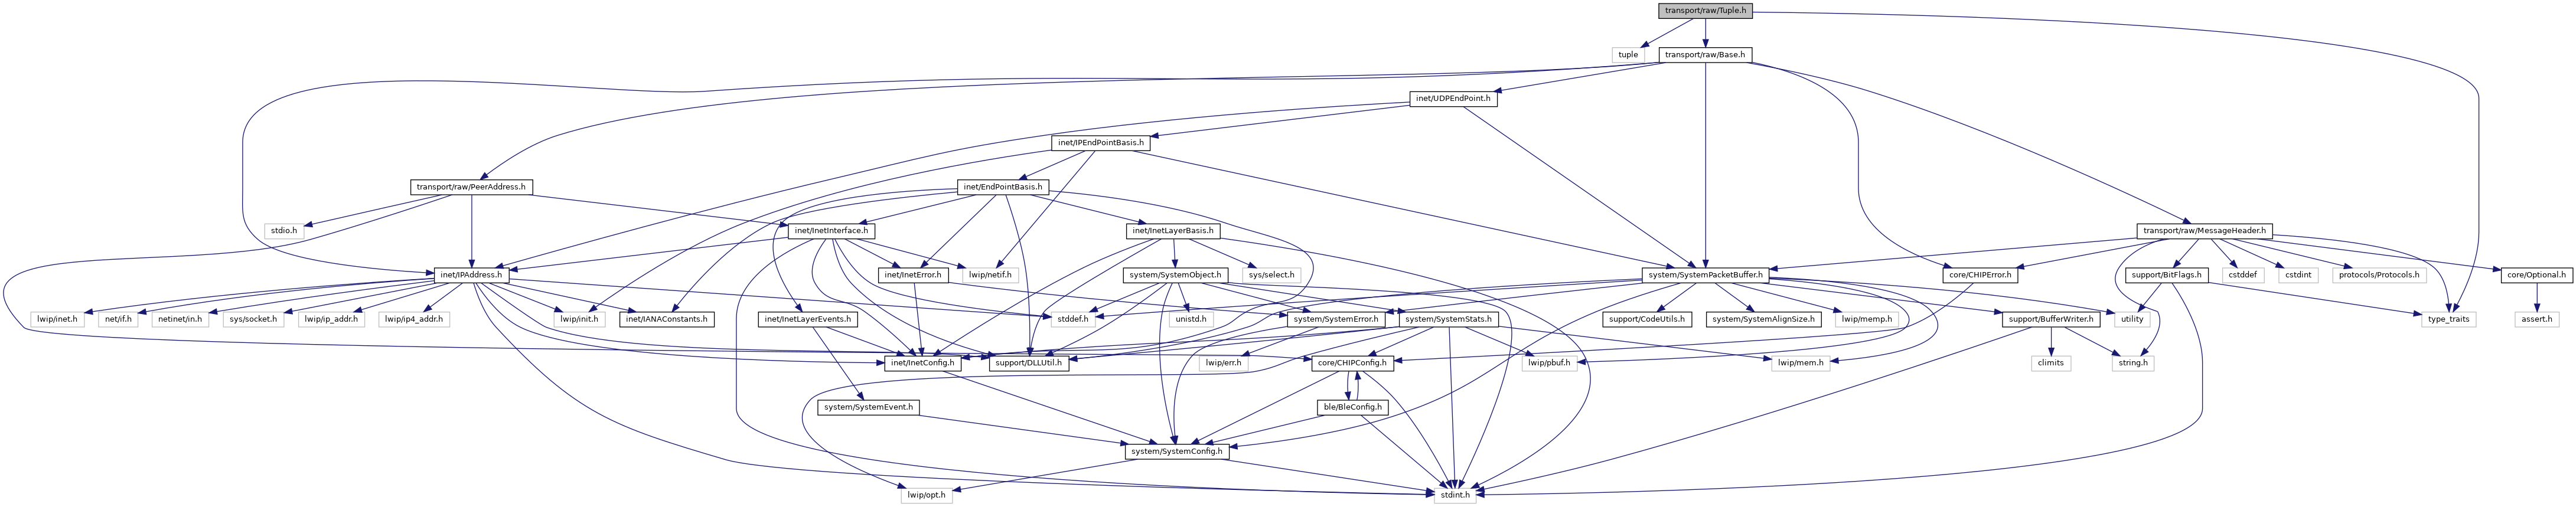 transport/raw/Tuple.h
tuple
transport/raw/Base.h
inet/UDPEndPoint.h
inet/IPEndPointBasis.h
transport/raw/PeerAddress.h
inet/EndPointBasis.h
stdio.h
inet/InetInterface.h
inet/InetLayerBasis.h
transport/raw/MessageHeader.h
inet/IPAddress.h
inet/InetError.h
lwip/netif.h
system/SystemObject.h
sys/select.h
system/SystemPacketBuffer.h
core/CHIPError.h
support/BitFlags.h
cstddef
cstdint
protocols/Protocols.h
core/Optional.h
lwip/inet.h
net/if.h
netinet/in.h
sys/socket.h
lwip/ip_addr.h
lwip/ip4_addr.h
lwip/init.h
inet/IANAConstants.h
inet/InetLayerEvents.h
stddef.h
unistd.h
system/SystemError.h
system/SystemStats.h
support/CodeUtils.h
system/SystemAlignSize.h
lwip/memp.h
support/BufferWriter.h
utility
type_traits
assert.h
inet/InetConfig.h
support/DLLUtil.h
lwip/err.h
core/CHIPConfig.h
lwip/pbuf.h
lwip/mem.h
climits
string.h
system/SystemEvent.h
ble/BleConfig.h
system/SystemConfig.h
lwip/opt.h
stdint.h